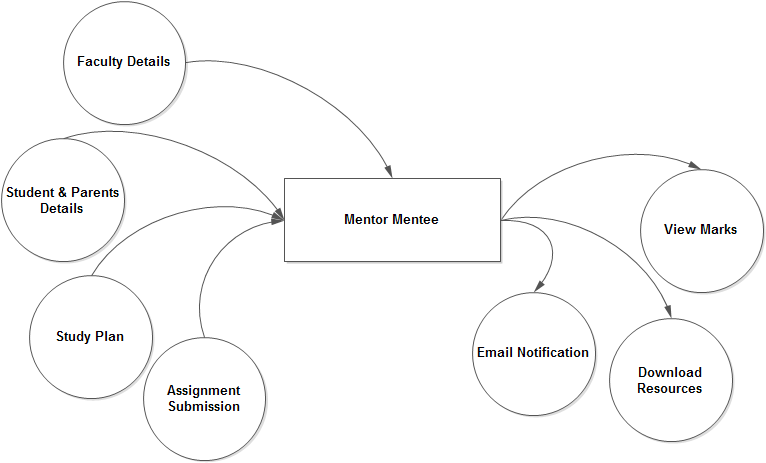 Faculty Details
Student & Parents
Details
Mentor Mentee
View Marks
Study Plan
Email Notification
Assignment
Submission
Download
Resources